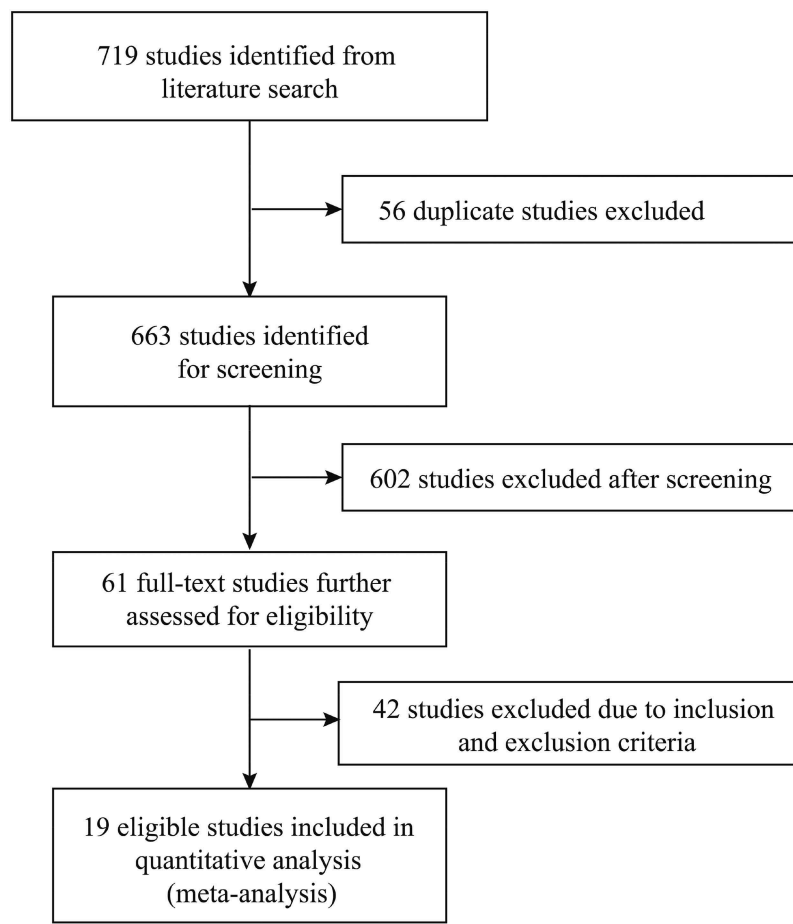 719 studies identified from
literature search
56 duplicate studies excluded
663 studies identified
for screening
602 studies excluded after screening
61 full-text studies further
assessed for eligibility
42 studies excluded due to inclusion
and exclusion criteria
19 eligible studies included in
quantitative analysis
(meta-analysis)